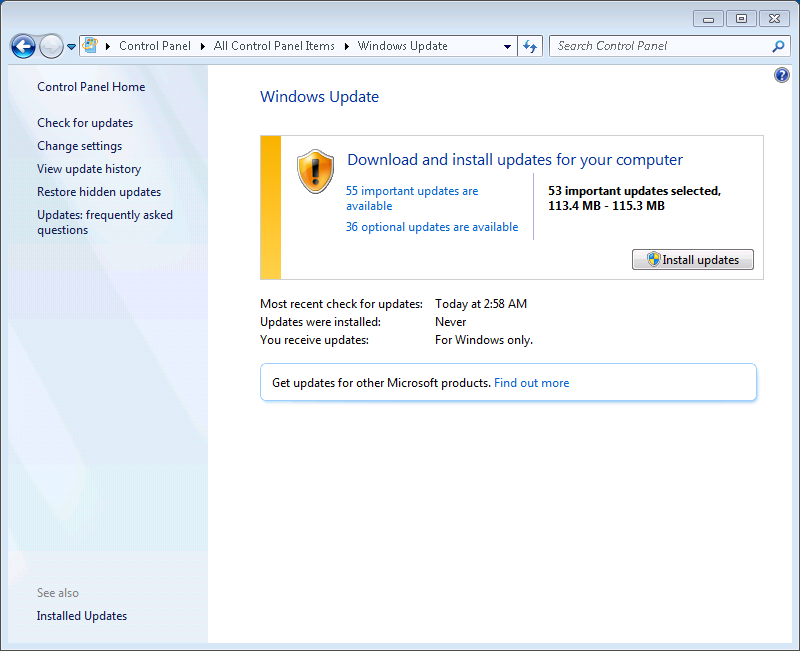 Control Panel
All Control Panel Items
Windows Update
Search Control Panel
Control Panel Home
Check for updates
Change settings
View update history
Restore hidden updates
Updates: frequently asked
questions
See also
Installed Updates
Windows Update
Download and install updates for your computer
55 important updates are
available
36 optional updates are available
53 important updates selected,
113.4 MB - 115.3 MB
Install updates
Most recent check for updates: Today at 2:58 AM
Updates were installed: Never
You receive updates: For Windows only.
Get updates for other Microsoft products. Find out more